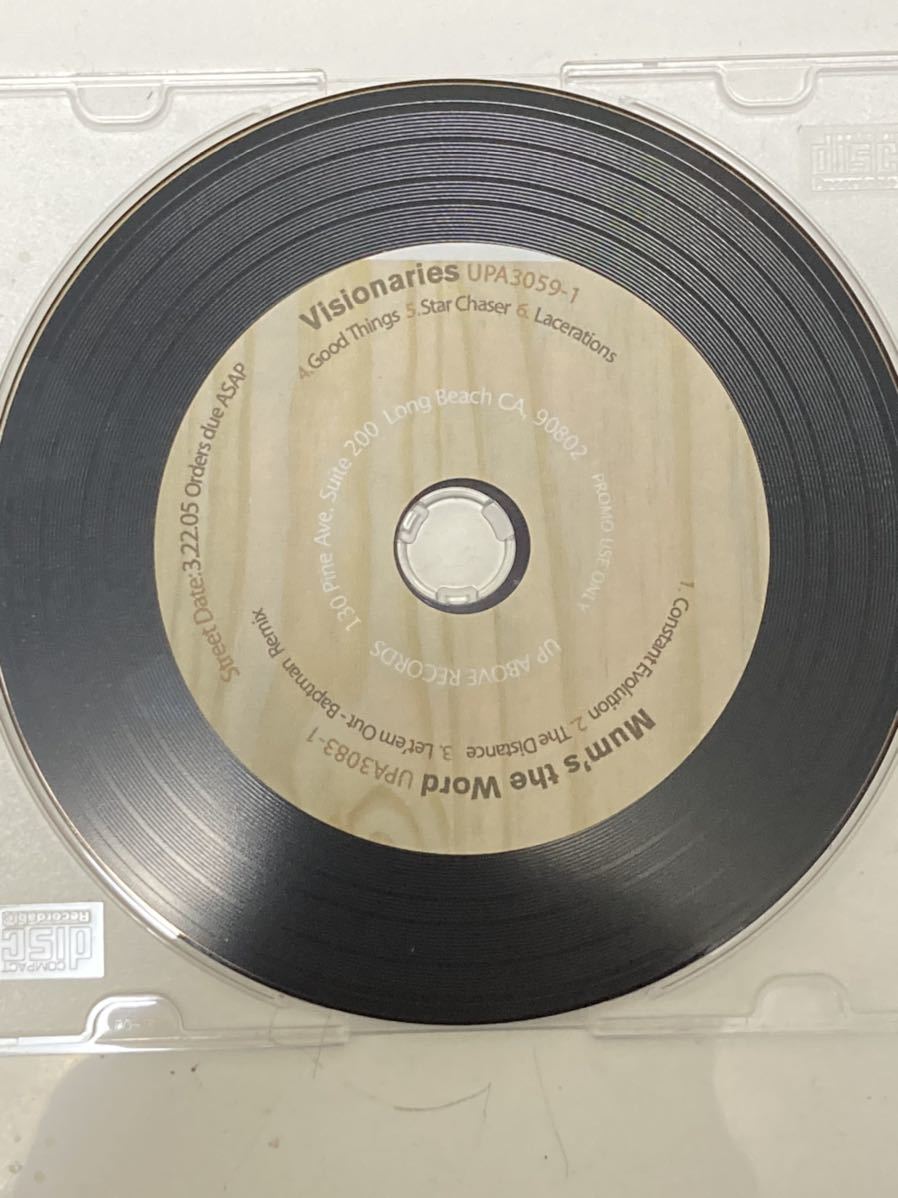 Visionaries UPA3059-1
4.Good Things 5.Star Chaser 6. Lacerations
Street Date:3.22.05 Orders due ASAP
130 Pine Ave, Suite 200 Long Beach CA, 90802
PROMO USE ONLY
UP ABOVE RECORDS
1. Constant Evolution 2. The Distance 3. Let'em Out - Baptman Remix
Mum's the Word UPA3083-1
disc
COMPACT
disc
Recordable